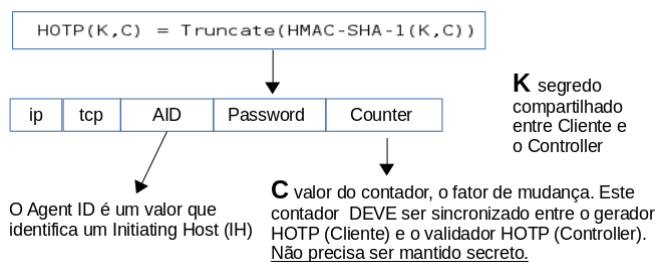 HOTP(K,C) = Truncate(HMAC-SHA-1(K,C))
ip tcp AID Password Counter
K segredo
compartilhado
entre Cliente e
o Controller
O Agent ID é um valor que
identifica um Initiating Host (IH)
C valor do contador, o fator de mudança. Este
contador DEVE ser sincronizado entre o gerador
HOTP (Cliente) e o validador HOTP (Controller).
Não precisa ser mantido secreto.